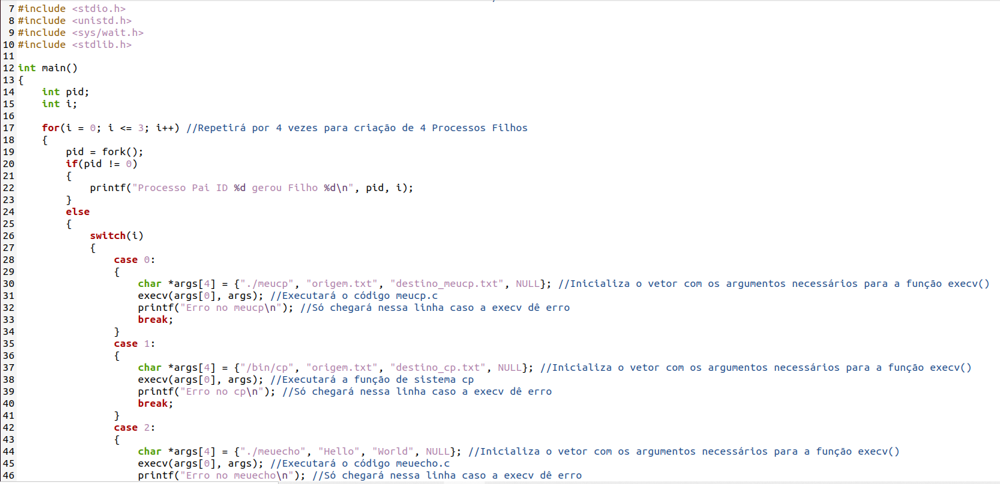 7 #include <stdio.h>
8 #include <unistd.h>
9 #include <sys/wait.h>
10 #include <stdlib.h>
11
12 int main()
13 {
14     int pid;
15     int i;
16
17     for(i = 0; i <= 3; i++) //Repetirá por 4 vezes para criação de 4 Processos Filhos
18     {
19         pid = fork();
20         if(pid != 0)
21         {
22             printf("Processo Pai ID %d gerou Filho %d\n", pid, i);
23         }
24         else
25         {
26             switch(i)
27             {
28                 case 0:
29                 {
30                     char *args[4] = {"./meucp", "origem.txt", "destino_meucp.txt", NULL}; //Inicializa o vetor com os argumentos necessários para a função execv()
31                     execv(args[0], args); //Executará o código meucp.c
32                     printf("Erro no meucp\n"); //Só chegará nessa linha caso a execv dê erro
33                     break;
34                 }
35                 case 1:
36                 {
37                     char *args[4] = {"/bin/cp", "origem.txt", "destino_cp.txt", NULL}; //Inicializa o vetor com os argumentos necessários para a função execv()
38                     execv(args[0], args); //Executará a função de sistema cp
39                     printf("Erro no cp\n"); //Só chegará nessa linha caso a execv dê erro
40                     break;
41                 }
42                 case 2:
43                 {
44                     char *args[4] = {"./meuecho", "Hello", "World", NULL}; //Inicializa o vetor com os argumentos necessários para a função execv()
45                     execv(args[0], args); //Executará o código meuecho.c
46                     printf("Erro no meuecho\n"); //Só chegará nessa linha caso a execv dê erro